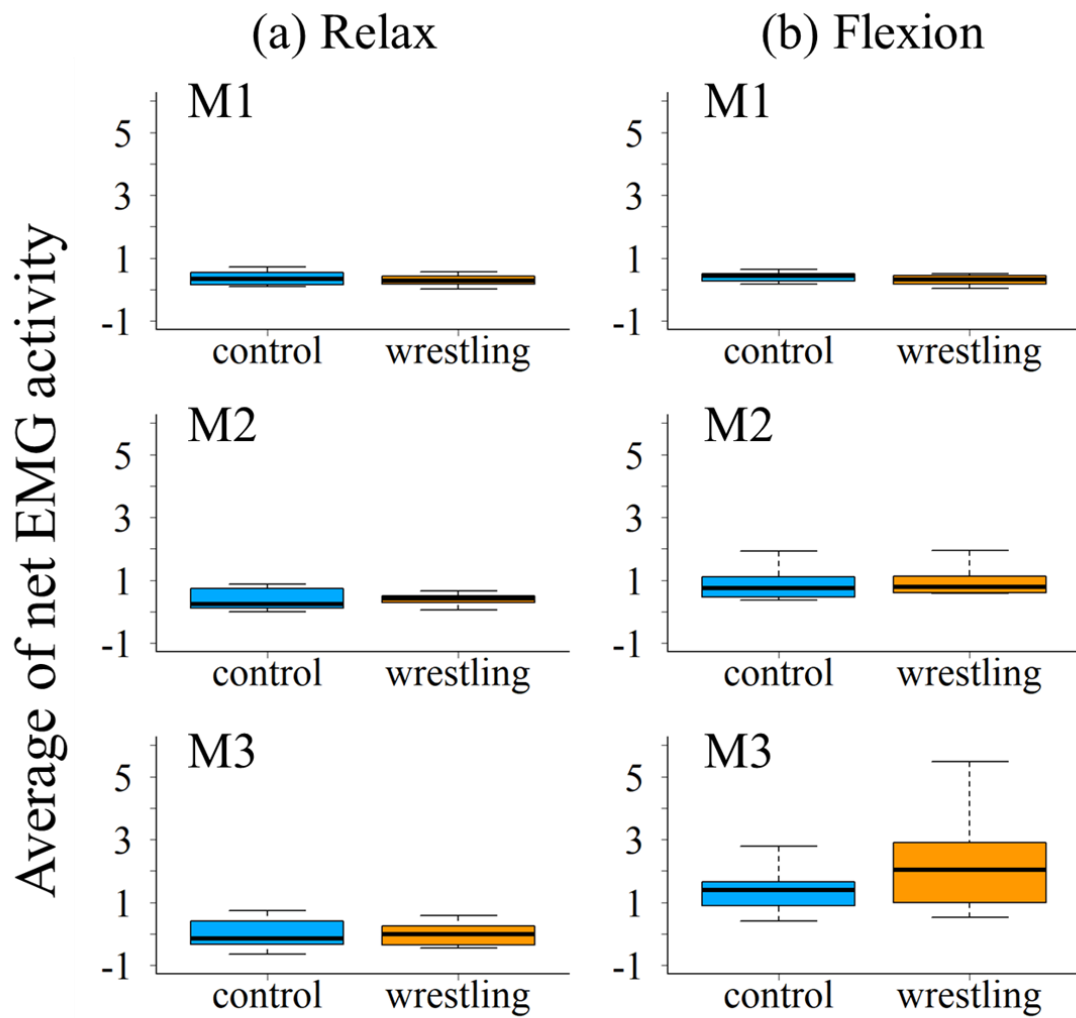 (a) Relax
(b) Flexion
Average of net EMG activity
M1
5
3
1
-1
control wrestling
M1
5
3
1
-1
control wrestling
M2
5
3
1
-1
control wrestling
M2
5
3
1
-1
control wrestling
M3
5
3
1
-1
control wrestling
M3
5
3
1
-1
control wrestling